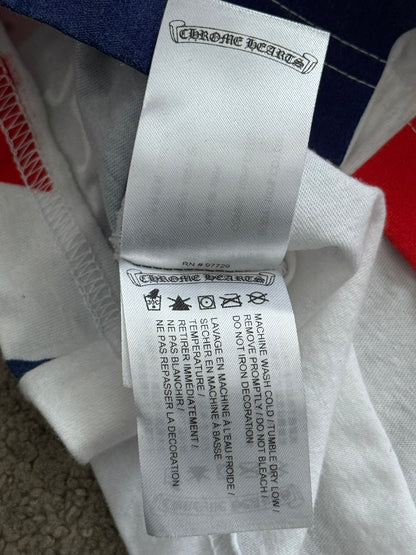 CHROME HEARTS
RN # 07720
CHROME HEARTS
MACHINE WASH COLD / TUMBLE DRY LOW /
REMOVE PROMPTLY / DO NOT BLEACH /
DO NOT IRON DECORATION
LAVAGE EN MACHINE À L'EAU FROIDE /
SECHER EN MACHINE À BASSE
TEMPERATURE /
RETIRER IMMEDIATEMENT /
NE PAS BLANCHIR /
NE PAS REPASSER LA DECORATION